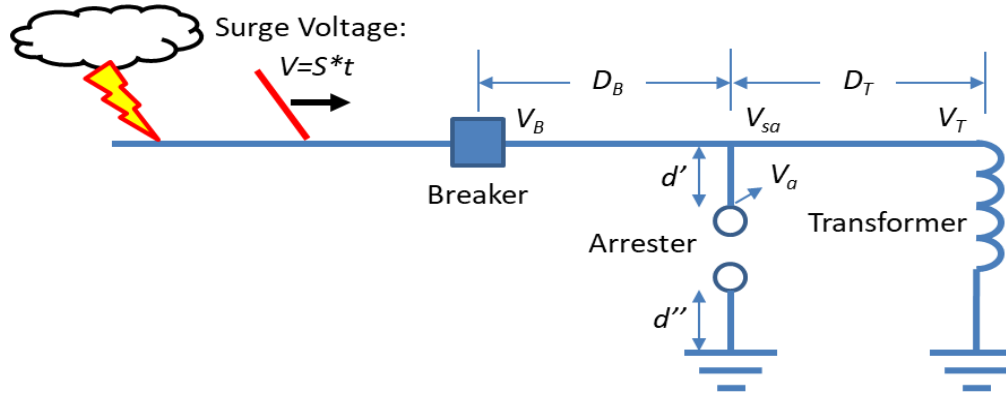 Surge Voltage:
V=S*t
D_B
D_T
V_B
V_sa
V_T
d’
V_a
Breaker
Arrester
Transformer
d’’